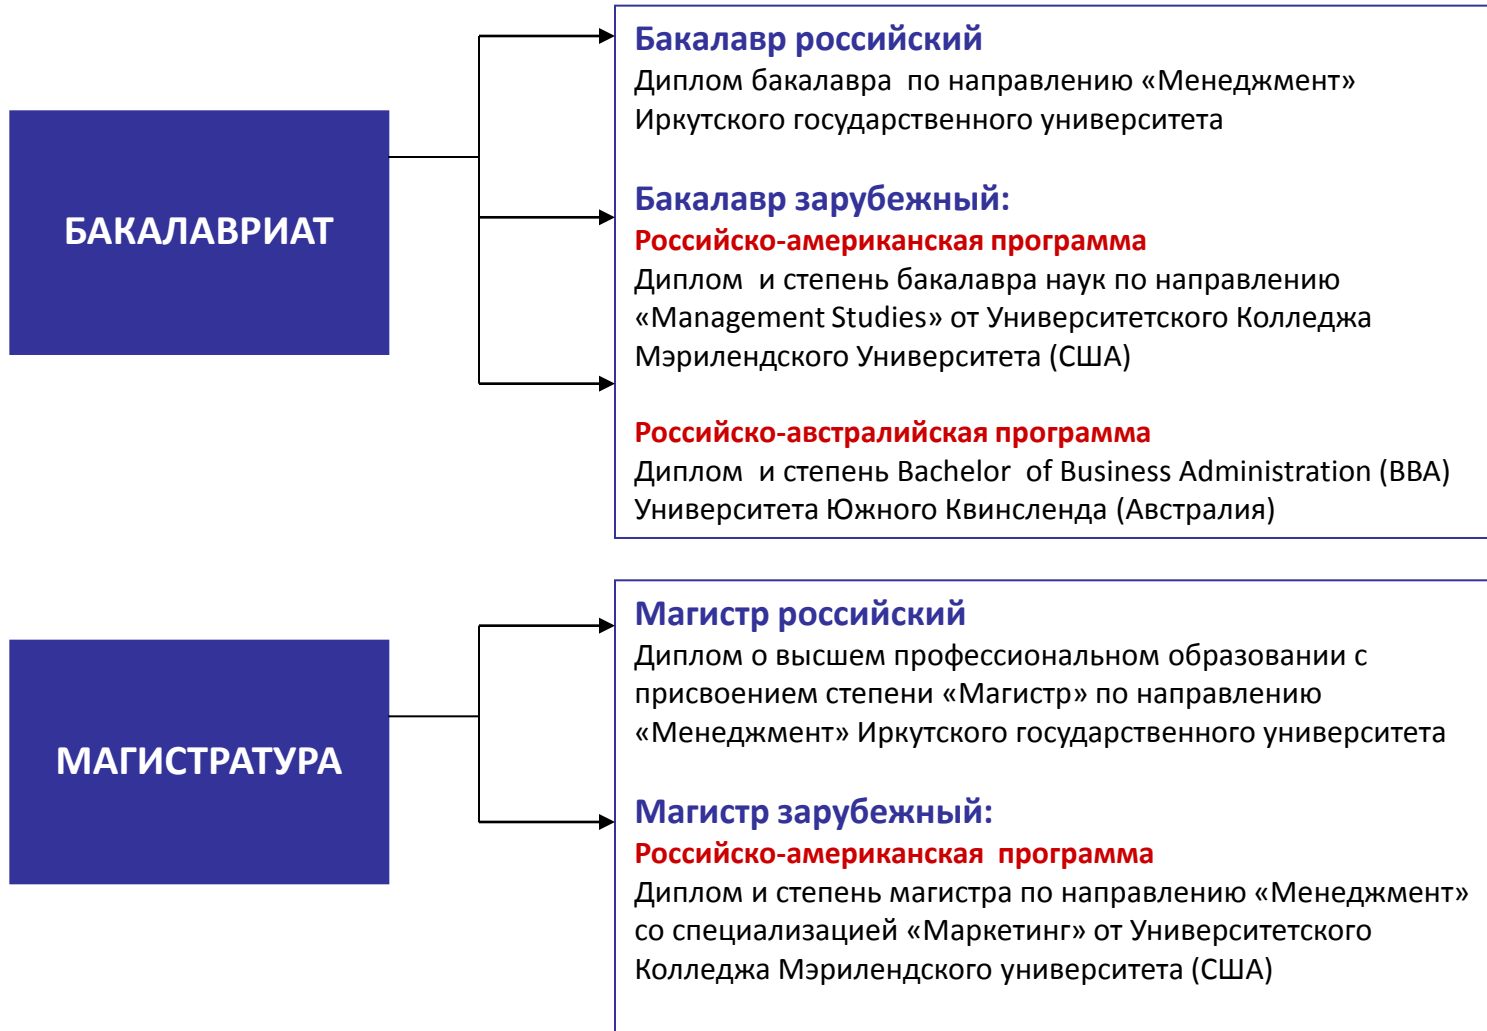 БАКАЛАВРИАТ
Бакалавр российский
Диплом бакалавра по направлению «Менеджмент»
Иркутского государственного университета
Бакалавр зарубежный:
Российско-американская программа
Диплом и степень бакалавра наук по направлению
«Management Studies» от Университетского Колледжа
Мэрилендского Университета (США)
Российско-австралийская программа
Диплом и степень Bachelor of Business Administration (BBA)
Университета Южного Квинсленда (Австралия)
МАГИСТРАТУРА
Магистр российский
Диплом о высшем профессиональном образовании с
присвоением степени «Магистр» по направлению
«Менеджмент» Иркутского государственного университета
Магистр зарубежный:
Российско-американская программа
Диплом и степень магистра по направлению «Менеджмент»
со специализацией «Маркетинг» от Университетского
Колледжа Мэрилендского университета (США)